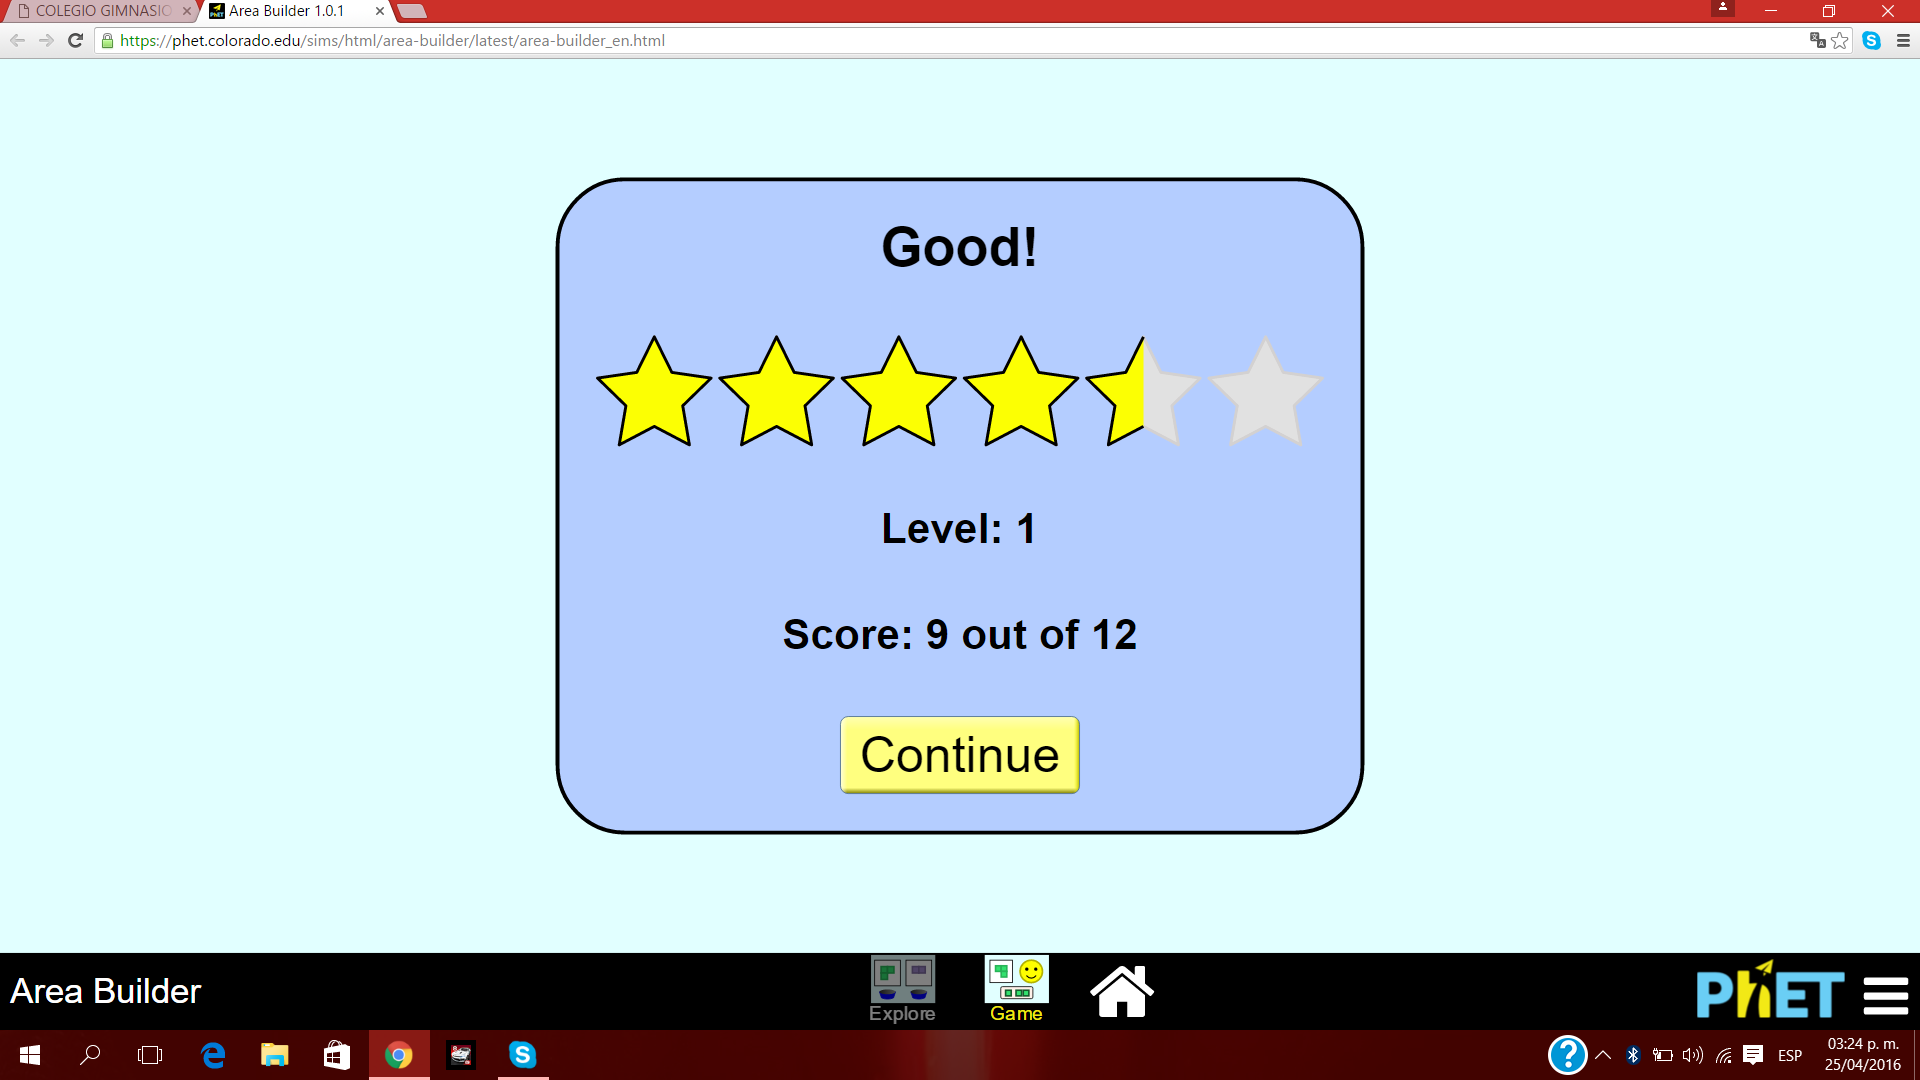 COLEGIO GIMNASIO
Area Builder 1.0.1
https://phet.colorado.edu/sims/html/area-builder/latest/area-builder_en.html
Good!
Level: 1
Score: 9 out of 12
Continue
Area Builder
Explore
Game
PhET
ESP
03:24 p. m.
25/04/2016